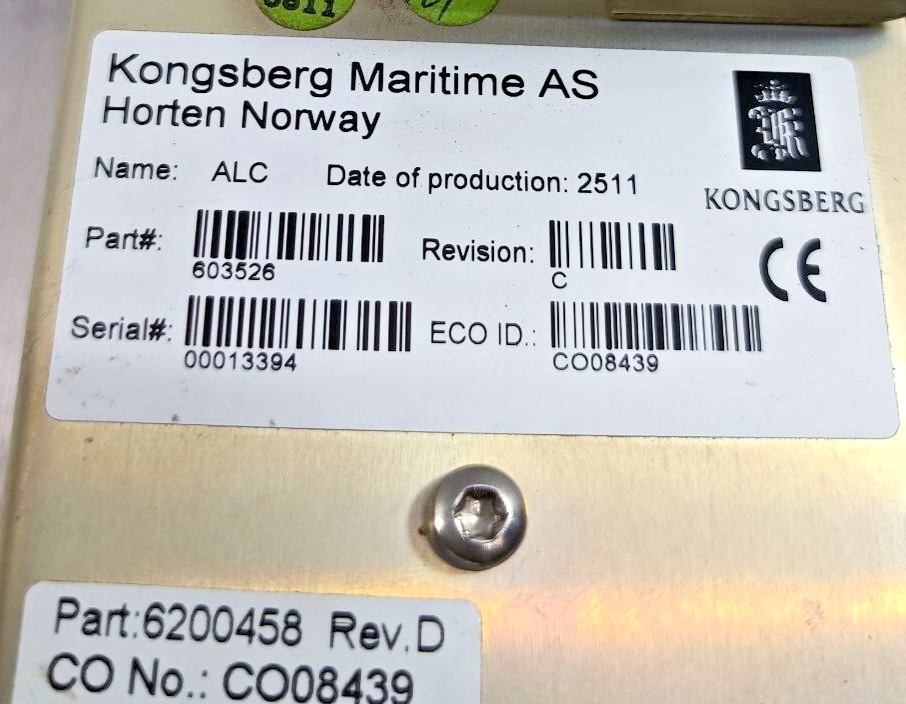 Kongsberg Maritime AS
Horten Norway
Name: ALC Date of production: 2511
KONGSBERG
Part#: 603526 Revision: C
CE
Serial#: 00013394 ECO ID.: CO08439
Part:6200458 Rev.D
CO No.: CO08439